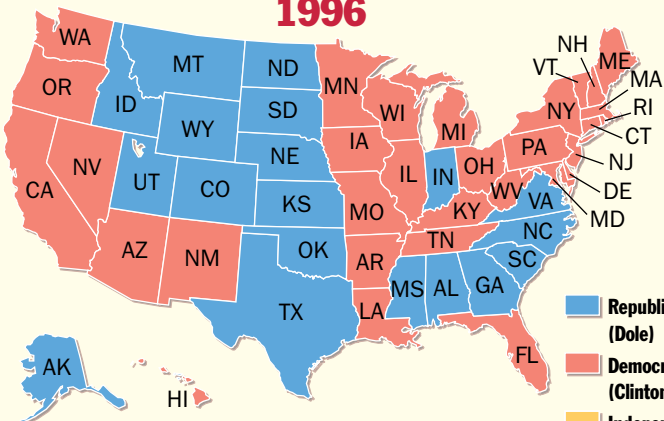 1996
WA
MT
ND
MN
OR
ID
SD
WI
WY
MI
NH
VT
ME
MA
NY
RI
CT
NV
UT
NE
IA
IL
IN
OH
PA
NJ
CA
CO
KS
MO
KY
WV
VA
DE
MD
AZ
NM
OK
AR
TN
NC
SC
TX
LA
MS
AL
GA
FL
AK
HI
Republi
(Dole)
Democr
(Clinton